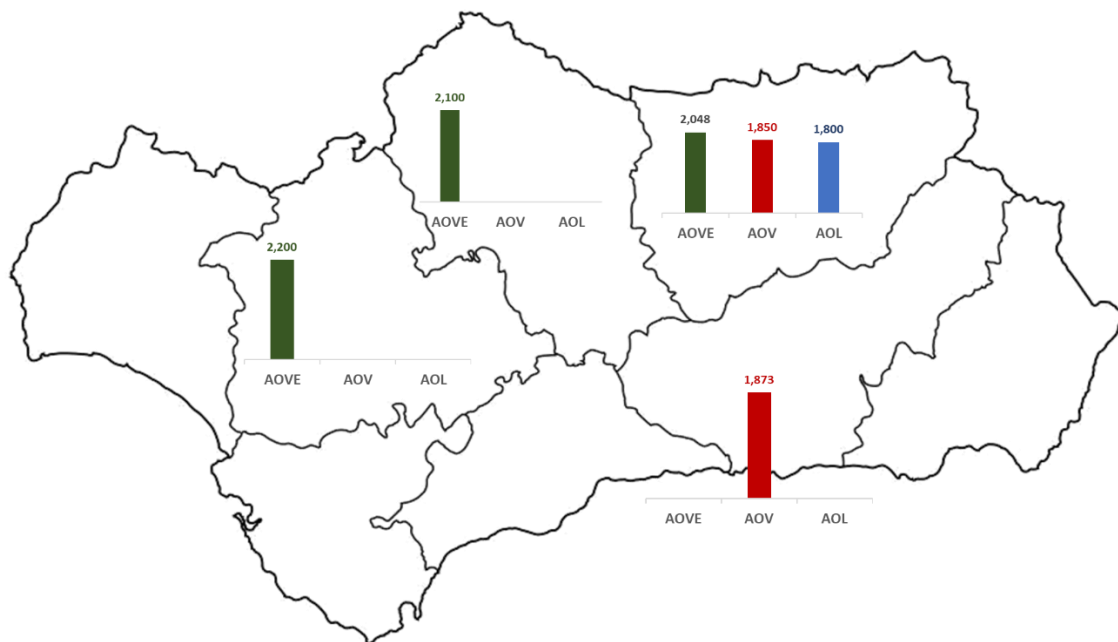 2,100
AOVE AOV AOL
2,048 1,850 1,800
AOVE AOV AOL
2,200
AOVE AOV AOL
1,873
AOVE AOV AOL